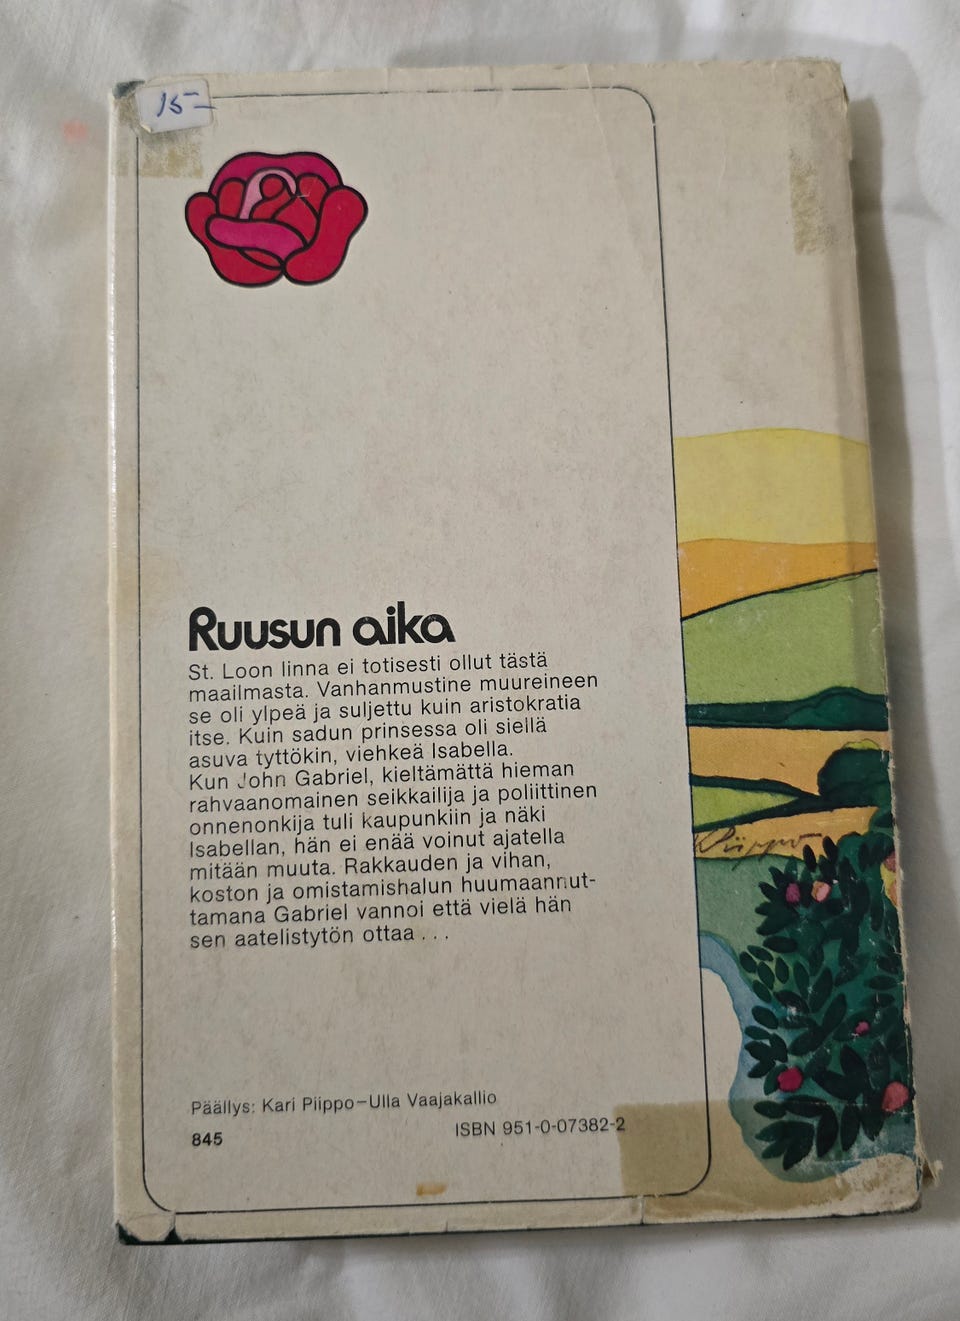 15-
Ruusun aika
St. Loon linna ei totisesti ollut tästä
maailmasta. Vanhanmustine muureineen
se oli ylpeä ja suljettu kuin aristokratia
itse. Kuin sadun prinsessa oli siellä
asuva tyttökin, viehkeä Isabella.
Kun John Gabriel, kieltämättä hieman
rahvaanomainen seikkailija ja poliittinen
onnenonkija tuli kaupunkiin ja näki
Isabellan, hän ei enää voinut ajatella
mitään muuta. Rakkauden ja vihan,
koston ja omistamishalun huumaannut-
tamana Gabriel vannoi että vielä hän
sen aatelistytön ottaa . . .
Piippo
Päällys: Kari Piippo–Ulla Vaajakallio
845
ISBN 951-0-07382-2